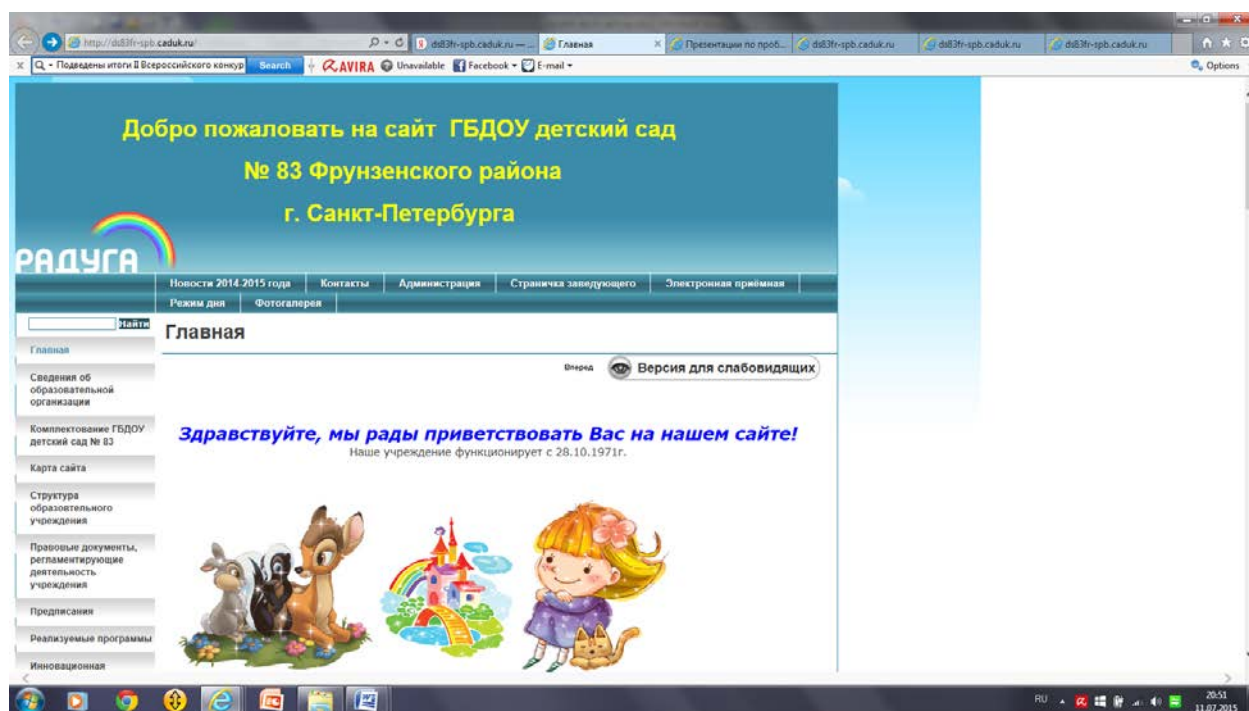 http://ds83fr-spb.caduk.ru/
ds83fr-spb.caduk.ru — ...
Главная
Презентации по проб...
ds83fr-spb.caduk.ru
ds83fr-spb.caduk.ru
ds83fr-spb.caduk.ru
Подведены итоги II Всероссийского конкур
Search
AVIRA
Unavailable
Facebook
E-mail
Options
Добро пожаловать на сайт ГБДОУ детский сад
№ 83 Фрунзенского района
г. Санкт-Петербурга
РАДУГА
Новости 2014-2015 года
Контакты
Администрация
Страничка заведующего
Электронная приёмная
Режим дня
Фотогалерея
Найти
Главная
Главная
Вперед
Версия для слабовидящих
Сведения об
образовательной
организации
Комплектование ГБДОУ
детский сад № 83
Карта сайта
Структура
образовтельного
учреждения
Правовые документы,
регламентирующие
деятельность
учреждения
Предписания
Реализуемые программы
Инновационная
Здравствуйте, мы рады приветствовать Вас на нашем сайте!
Наше учреждение функционирует с 28.10.1971г.
RU
20:51
11.07.2015